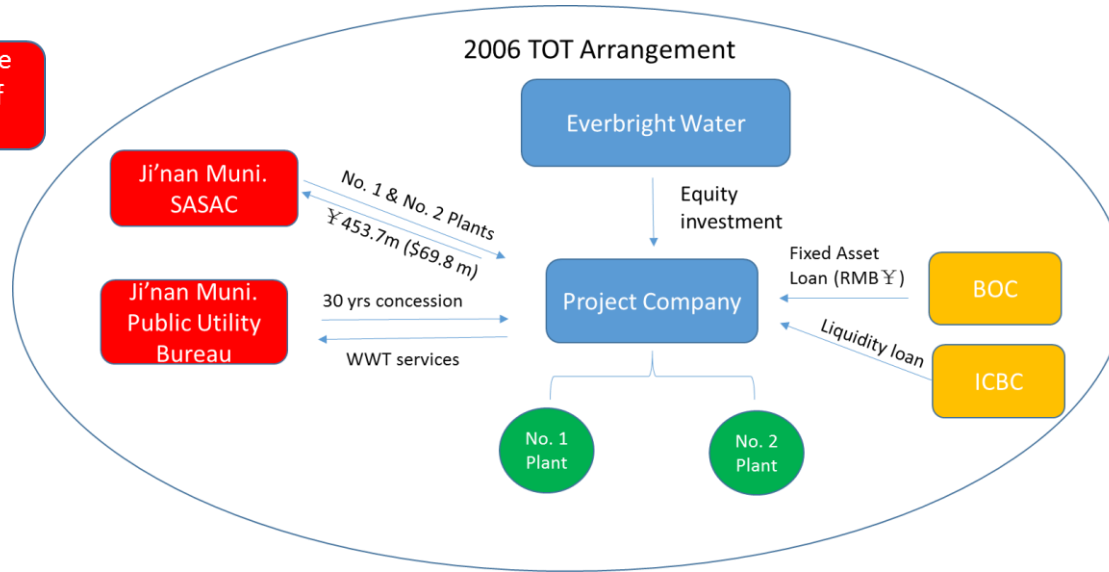 2006 TOT Arrangement
e
f
Everbright Water
Ji’nan Muni.
SASAC
No. 1 & No. 2 Plants
￥453.7m ($69.8 m)
Equity
investment
Fixed Asset
Loan (RMB￥)
BOC
Project Company
Ji’nan Muni.
Public Utility
Bureau
30 yrs concession
WWT services
Liquidity loan
ICBC
No. 1
Plant
No. 2
Plant